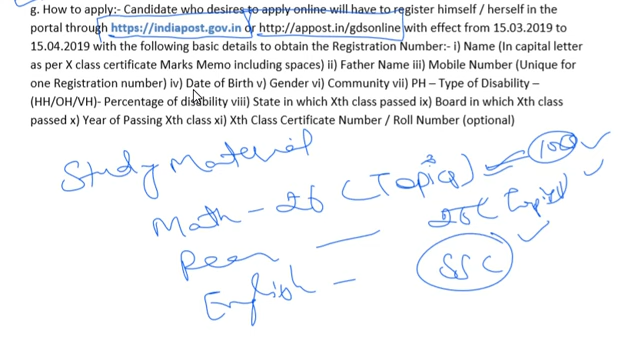 g. How to apply:- Candidate who desires to apply online will have to register himself / herself in the
portal through https://indiapost.gov.in or http://appost.in/gdsonline with effect from 15.03.2019 to
15.04.2019 with the following basic details to obtain the Registration Number:- i) Name (In capital letter
as per X class certificate Marks Memo including spaces) ii) Father Name iii) Mobile Number (Unique for
one Registration number) iv) Date of Birth v) Gender vi) Community vii) PH – Type of Disability –
(HH/OH/VH)- Percentage of disability viii) State in which Xth class passed ix) Board in which Xth class
passed x) Year of Passing Xth class xi) Xth Class Certificate Number / Roll Number (optional)
Study Material
Math - 26 (Topics) 100
Reen — 25 (Topics)
English - SSC